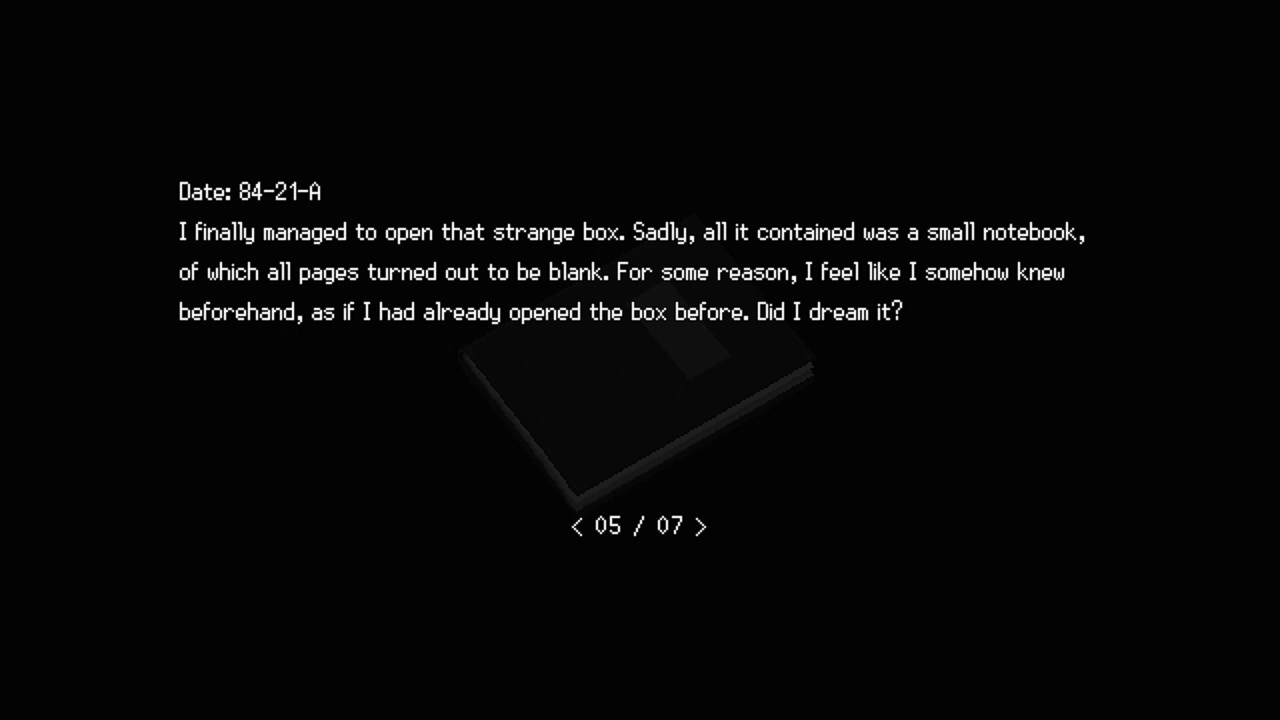 Date: 84-21-A
I finally managed to open that strange box. Sadly, all it contained was a small notebook,
of which all pages turned out to be blank. For some reason, I feel like I somehow knew
beforehand, as if I had already opened the box before. Did I dream it?
< 05 / 07 >